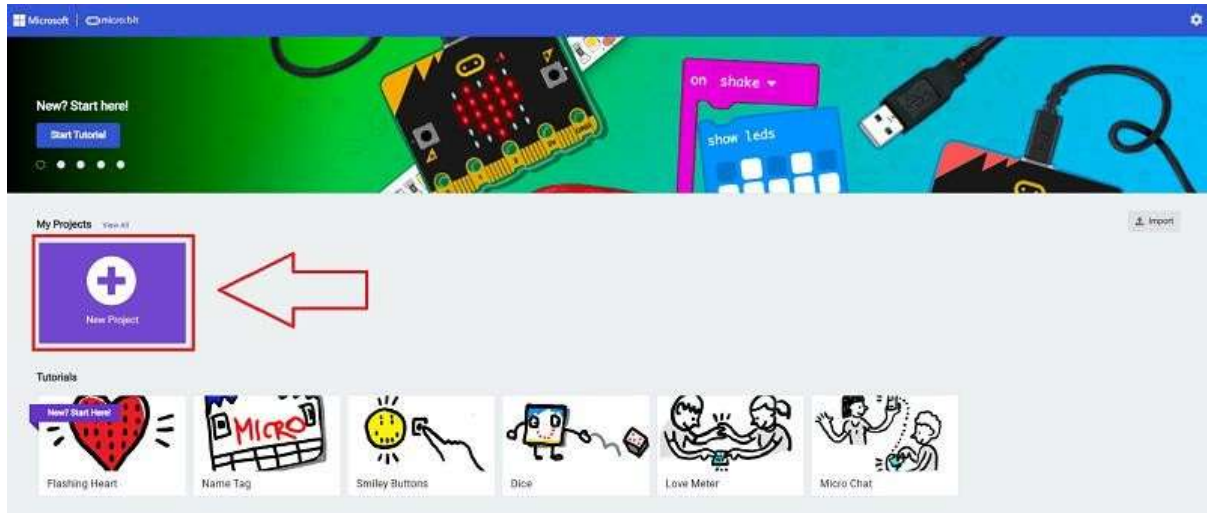 Microsoft | micro:bit
New? Start here!
Start Tutorial
on shake
show leds
My Projects View All
Import
New Project
Tutorials
New? Start Here!
MICRO
Flashing Heart
Name Tag
Smiley Buttons
Dice
Love Meter
Micro Chat